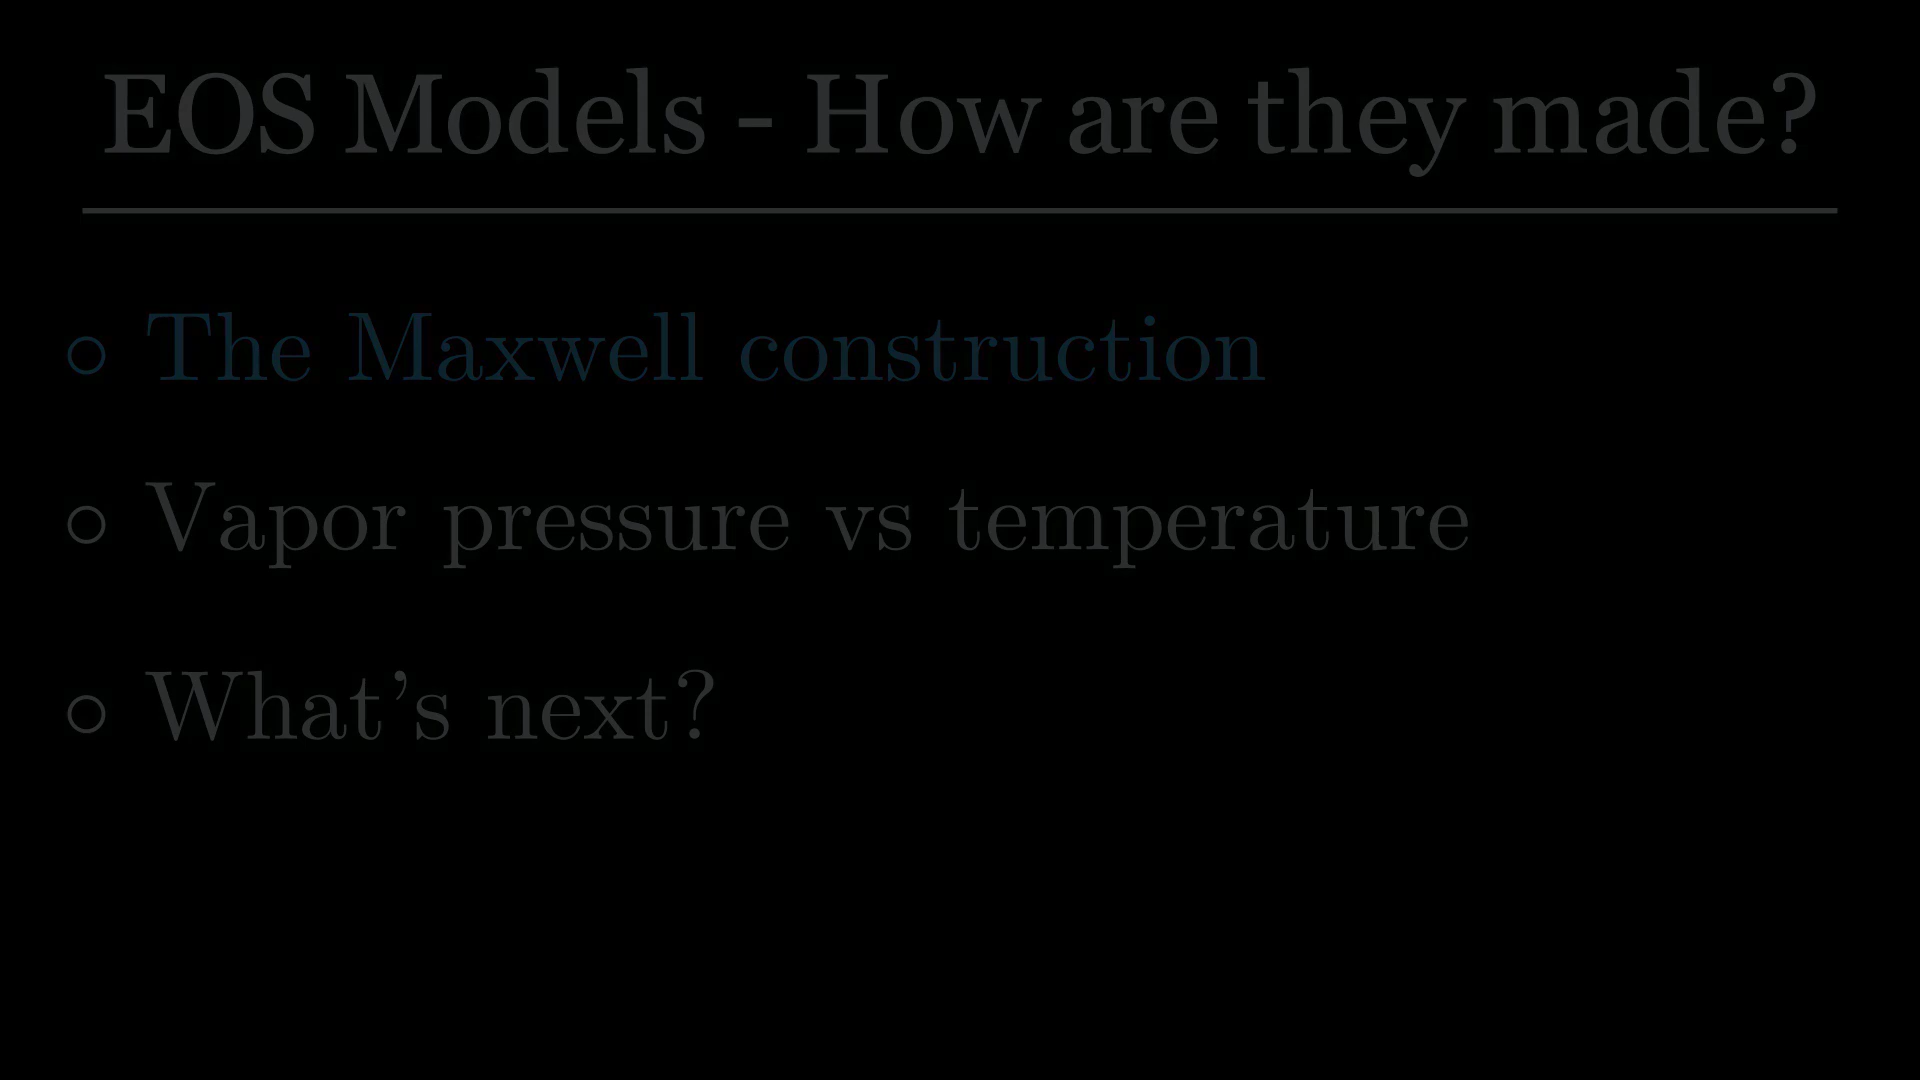 EOS Models - How are they made?
The Maxwell construction
Vapor pressure vs temperature
What's next?